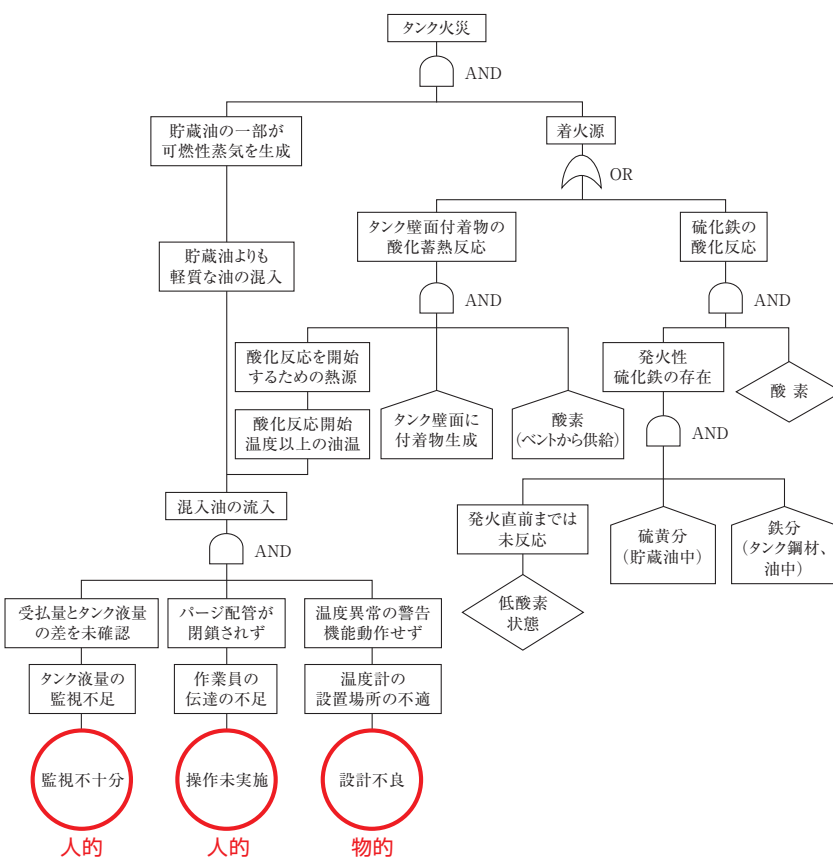 タンク火災
AND
貯蔵油の一部が
可燃性蒸気を生成
着火源
OR
タンク壁面付着物の
酸化蓄熱反応
硫化鉄の
酸化反応
貯蔵油よりも
軽質な油の混入
AND
AND
酸化反応を開始
するための熱源
発火性
硫化鉄の存在
酸素
酸化反応開始
温度以上の油温
タンク壁面に
付着物生成
酸素
（ベントから供給）
AND
混入油の流入
発火直前までは
未反応
硫黄分
（貯蔵油中）
鉄分
（タンク鋼材、
油中）
AND
低酸素
状態
受払量とタンク液量
の差を未確認
パージ配管が
閉鎖されず
温度異常の警告
機能動作せず
タンク液量の
監視不足
作業員の
伝達の不足
温度計の
設置場所の不適
監視不十分
操作未実施
設計不良
人的
人的
物的